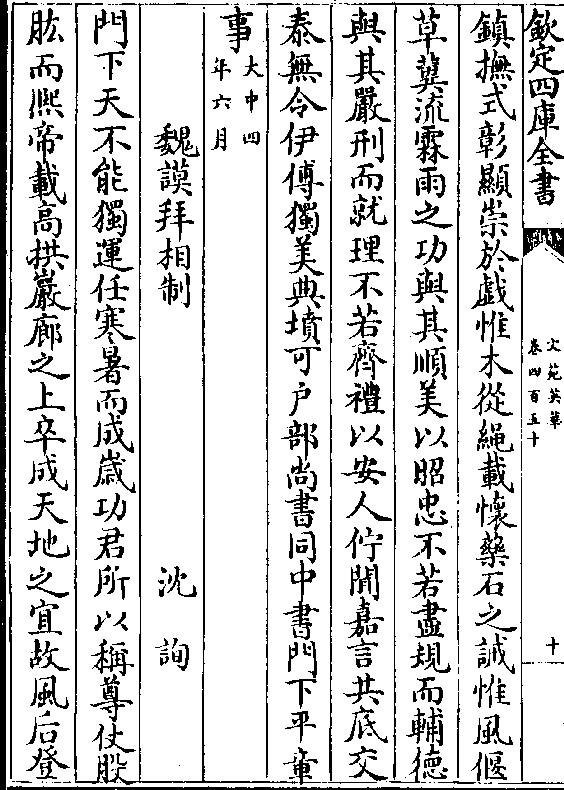 欽定四庫全書
文苑英華
卷四百五十
十
鎮撫式彰顯崇於戲惟木從繩載懷藥石之誠惟風偃
草冀流霖雨之功與其順美以昭忠不若盡規而輔德
與其嚴刑而就理不若齊禮以安人佇聞嘉言共底交
泰無令伊傅獨美典墳可戶部尚書同中書門下平章
事大中四年六月
魏謨拜相制 沈詢
門下天不能獨運任寒暑而成歲功君所以稱尊仗股
肱而熈帝載高拱巖廊之上卒成天地之宜故風后登